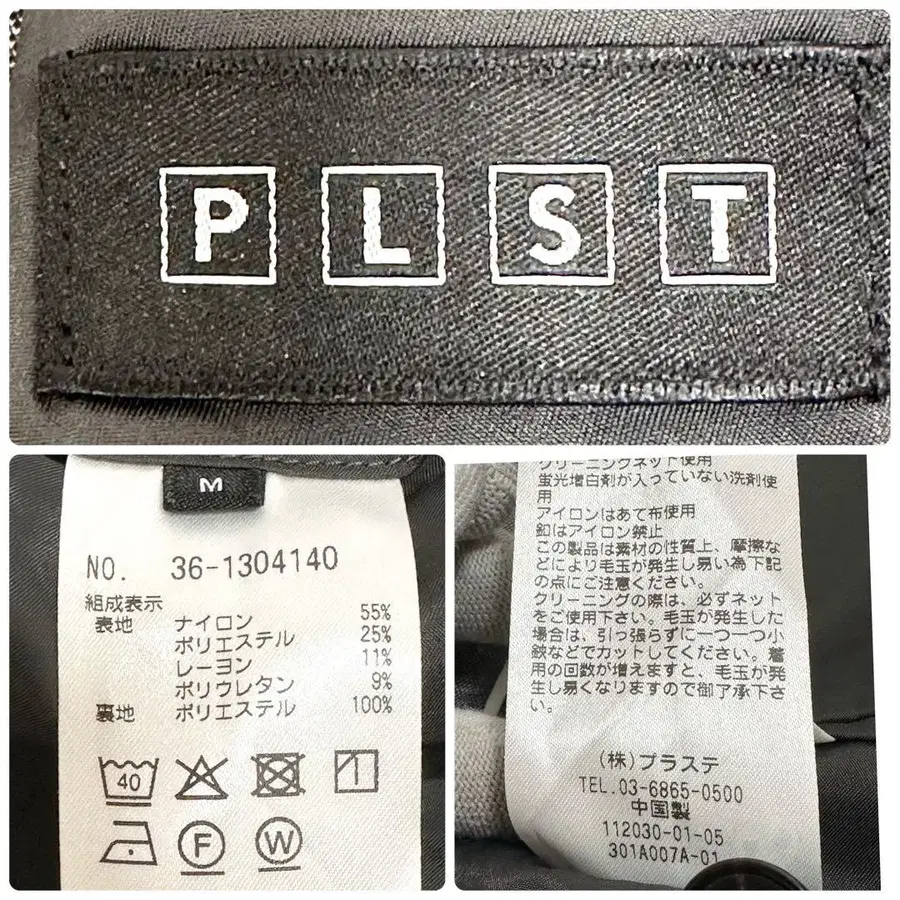 PLST
M
NO. 36-1304140
組成表示
表地 ナイロン 55%
ポリエステル 25%
レーヨン 11%
ポリウレタン 9%
裏地 ポリエステル 100%
40
F W
クリーニングネット使用
蛍光増白剤が入っていない洗剤使
用
アイロンはあて布使用
釦はアイロン禁止
この製品は素材の性質上、摩擦な
どにより毛玉が発生し易い為下記
の点にご注意ください。
クリーニングの際は、必ずネット
をご使用下さい。毛玉が発生した
場合は、引っ張らずに一つ一つ小
鋏などでカットしてください。着
用の回数が増えますと、毛玉が発
生し易くなりますので御了承下さ
い。
(株)プラステ
TEL.03-6865-0500
中国製
112030-01-05
301A007A-01